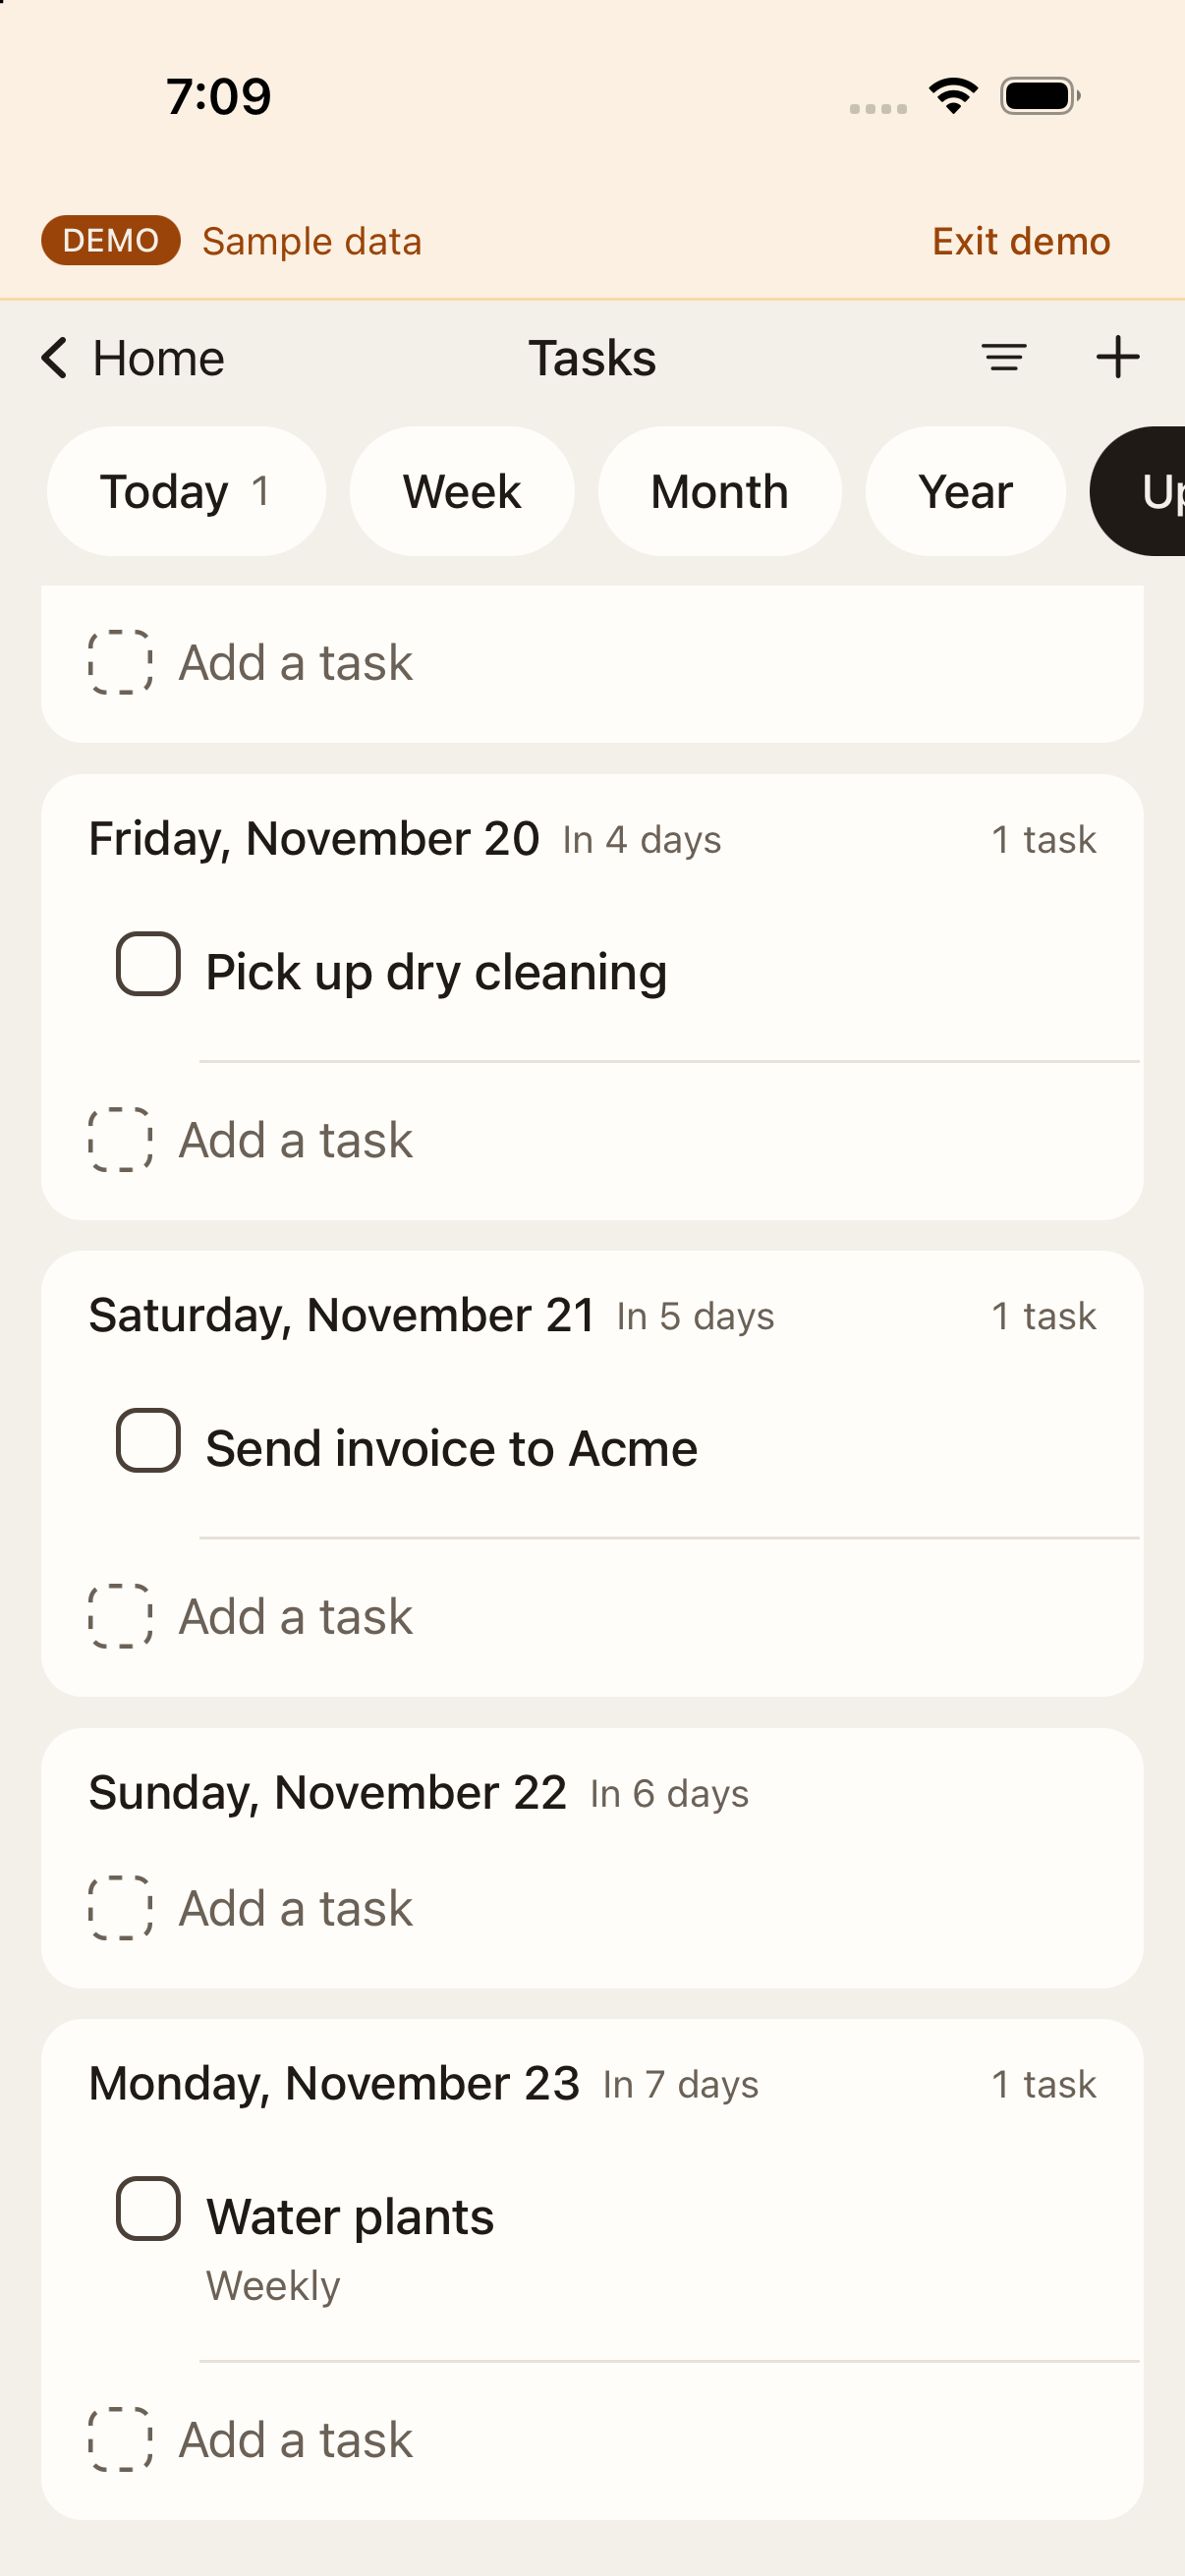 7:09
DEMO Sample data Exit demo
Home Tasks
Today 1 Week Month Year Up
Add a task
Friday, November 20 In 4 days 1 task
Pick up dry cleaning
Add a task
Saturday, November 21 In 5 days 1 task
Send invoice to Acme
Add a task
Sunday, November 22 In 6 days
Add a task
Monday, November 23 In 7 days 1 task
Water plants
Weekly
Add a task